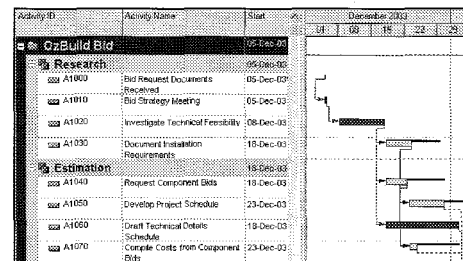 Activity ID Activity Name Start December 2003
01 08 15 22 29
OzBuild Bid 05-Dec-03
Research 05-Dec-03
A1000 Bid Request Documents 05-Dec-03*
Received
A1010 Bid Strategy Meeting 05-Dec-03
A1020 Investigate Technical Feasibility 08-Dec-03
A1030 Document Installation 18-Dec-03
Requirements
Estimation 18-Dec-03
A1040 Request Component Bids 18-Dec-03
A1050 Develop Project Schedule 23-Dec-03
A1060 Draft Technical Details 18-Dec-03
Schedule
A1070 Compile Costs from Component 23-Dec-03
Bids